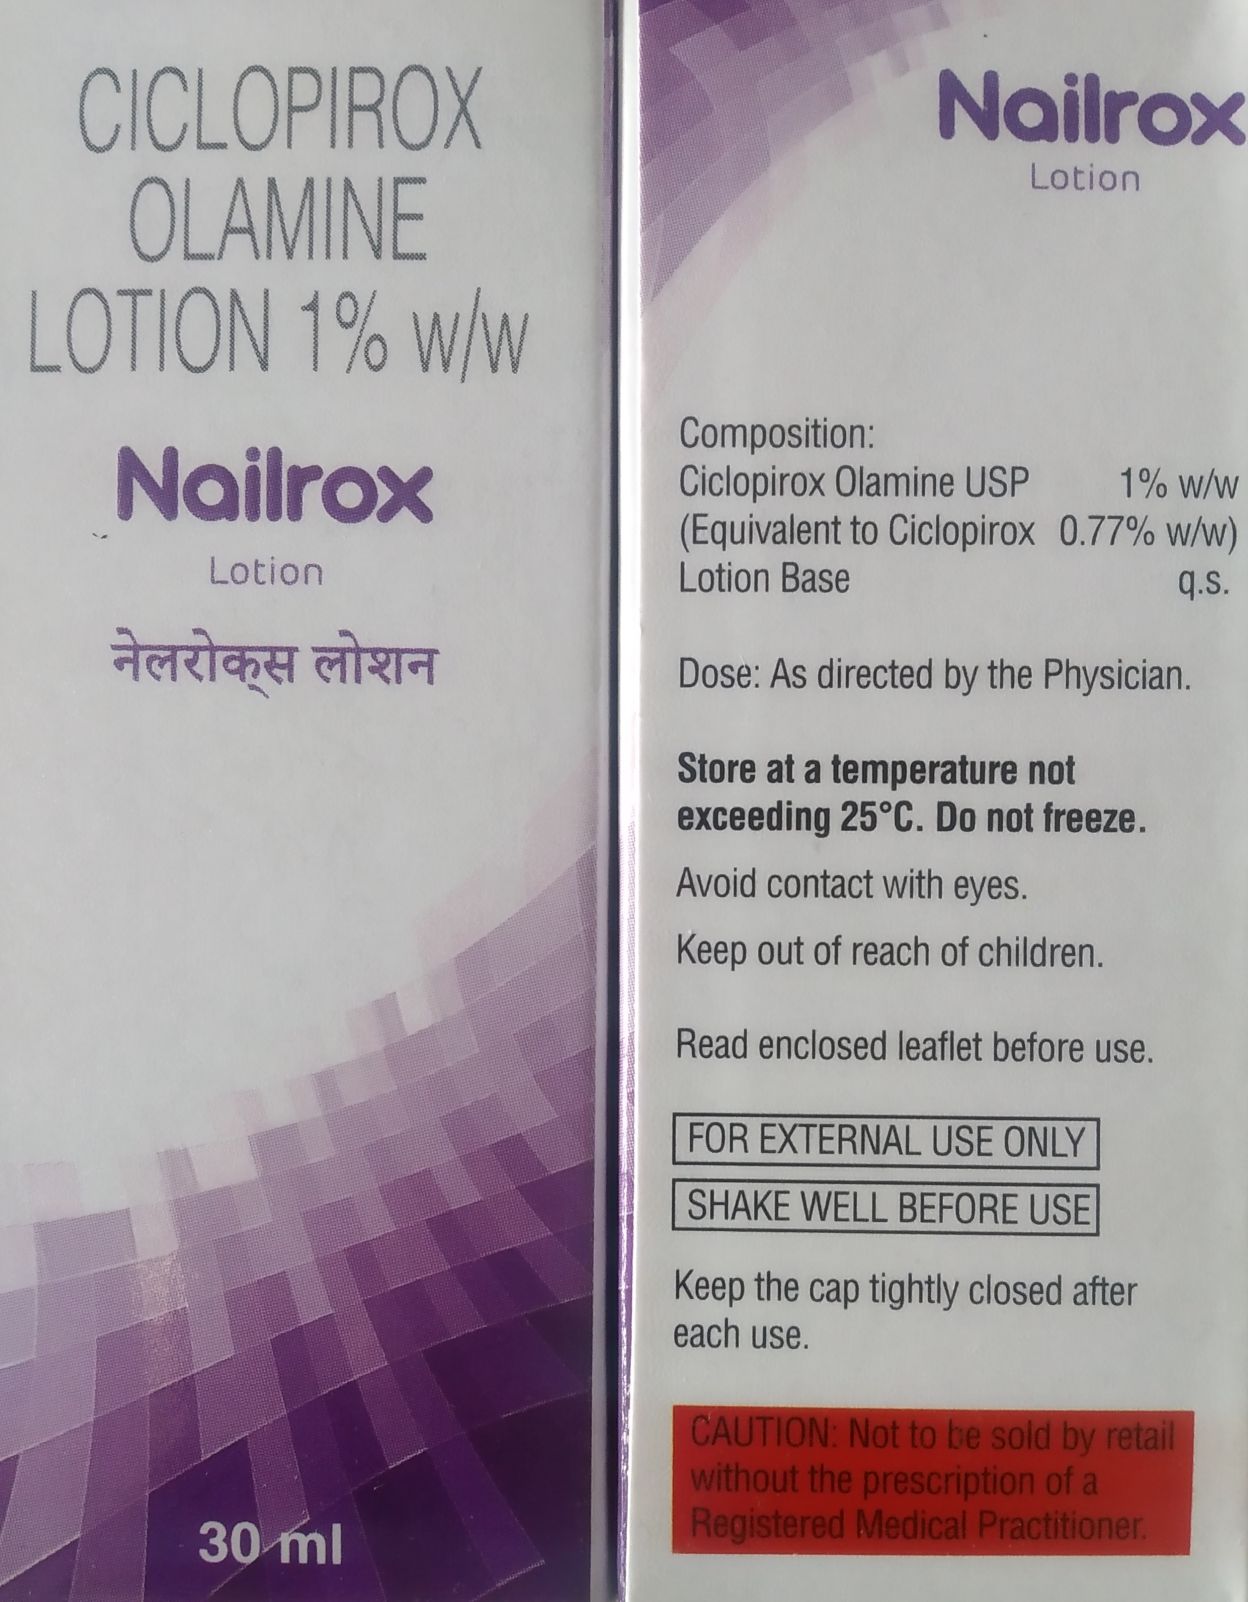 CICLOPIROX
OLAMINE
LOTION 1% w/w
Nailrox
Lotion
नेलरोक्स लोशन
30 ml
Nailrox
Lotion
Composition:
Ciclopirox Olamine USP 1% w/w
(Equivalent to Ciclopirox 0.77% w/w)
Lotion Base q.s.
Dose: As directed by the Physician.
Store at a temperature not
exceeding 25°C. Do not freeze.
Avoid contact with eyes.
Keep out of reach of children.
Read enclosed leaflet before use.
FOR EXTERNAL USE ONLY
SHAKE WELL BEFORE USE
Keep the cap tightly closed after
each use.
CAUTION: Not to be sold by retail
without the prescription of a
Registered Medical Practitioner.